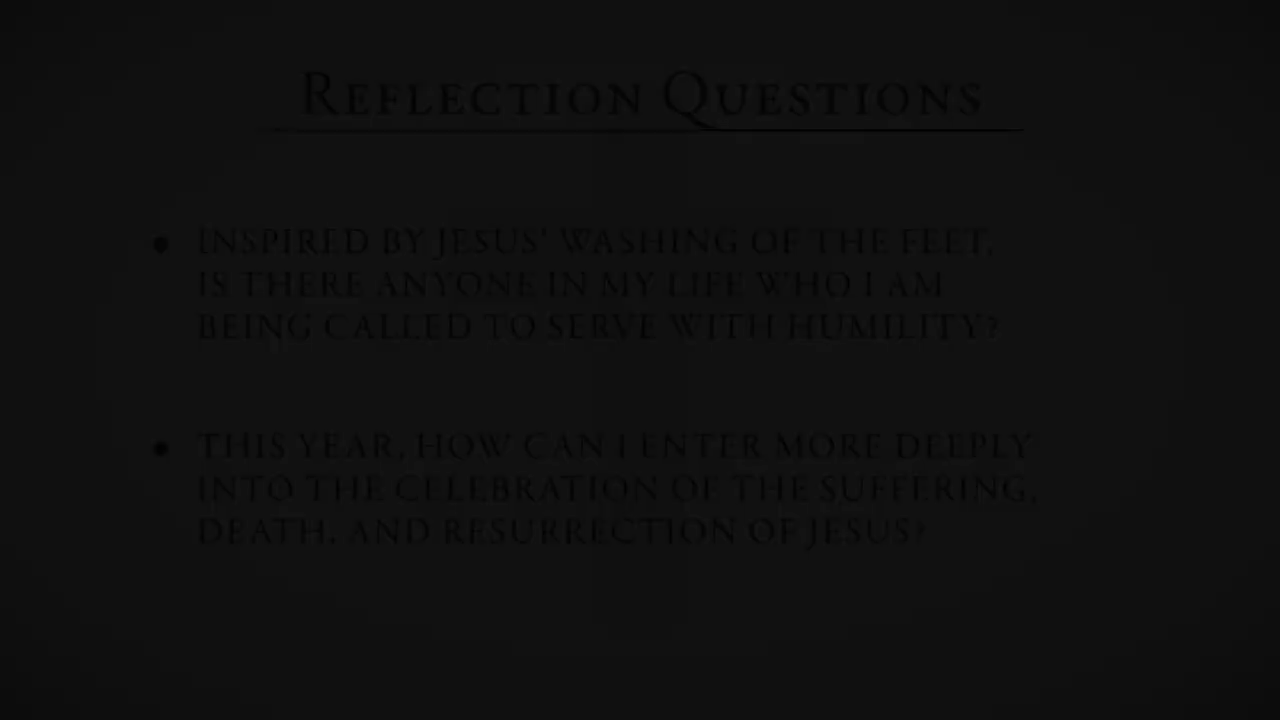 REFLECTION QUESTIONS
• INSPIRED BY JESUS' WASHING OF THE FEET,
IS THERE ANYONE IN MY LIFE WHO I AM
BEING CALLED TO SERVE WITH HUMILITY?
• THIS YEAR, HOW CAN I ENTER MORE DEEPLY
INTO THE CELEBRATION OF THE SUFFERING,
DEATH, AND RESURRECTION OF JESUS?